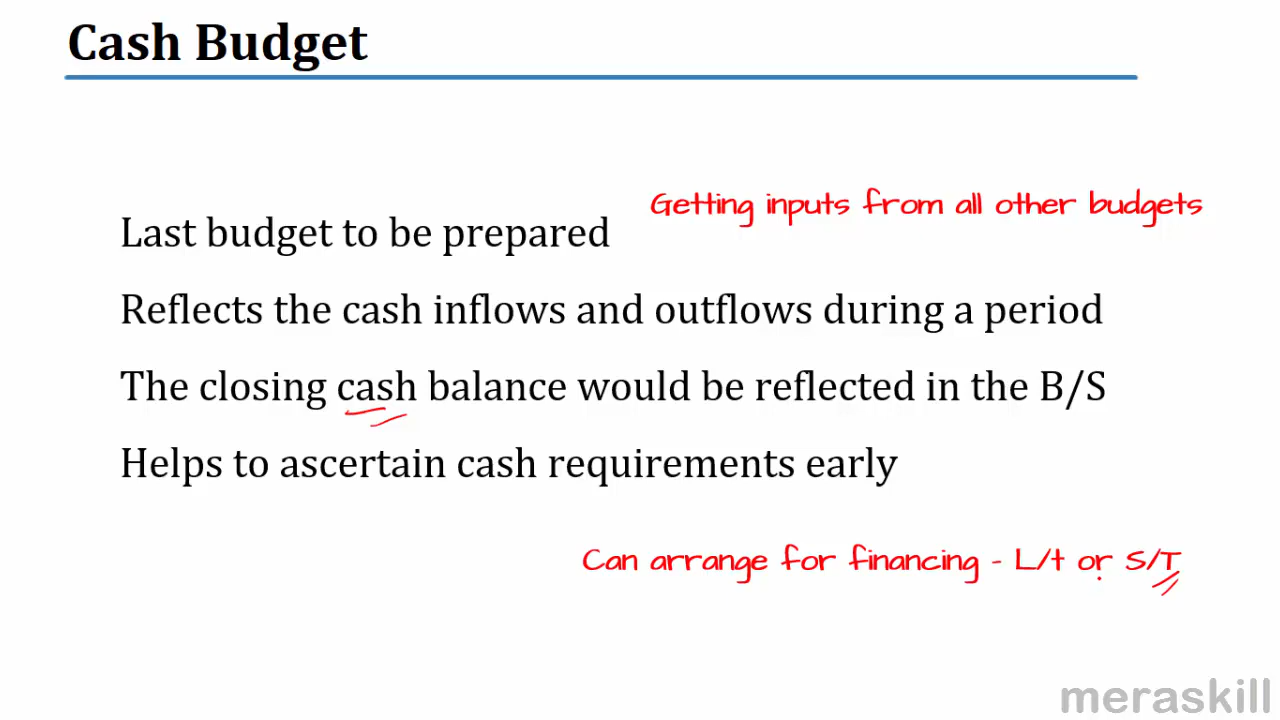 Cash Budget
Getting inputs from all other budgets
Last budget to be prepared
Reflects the cash inflows and outflows during a period
The closing cash balance would be reflected in the B/S
Helps to ascertain cash requirements early
Can arrange for financing - L/t or S/T
meraskill